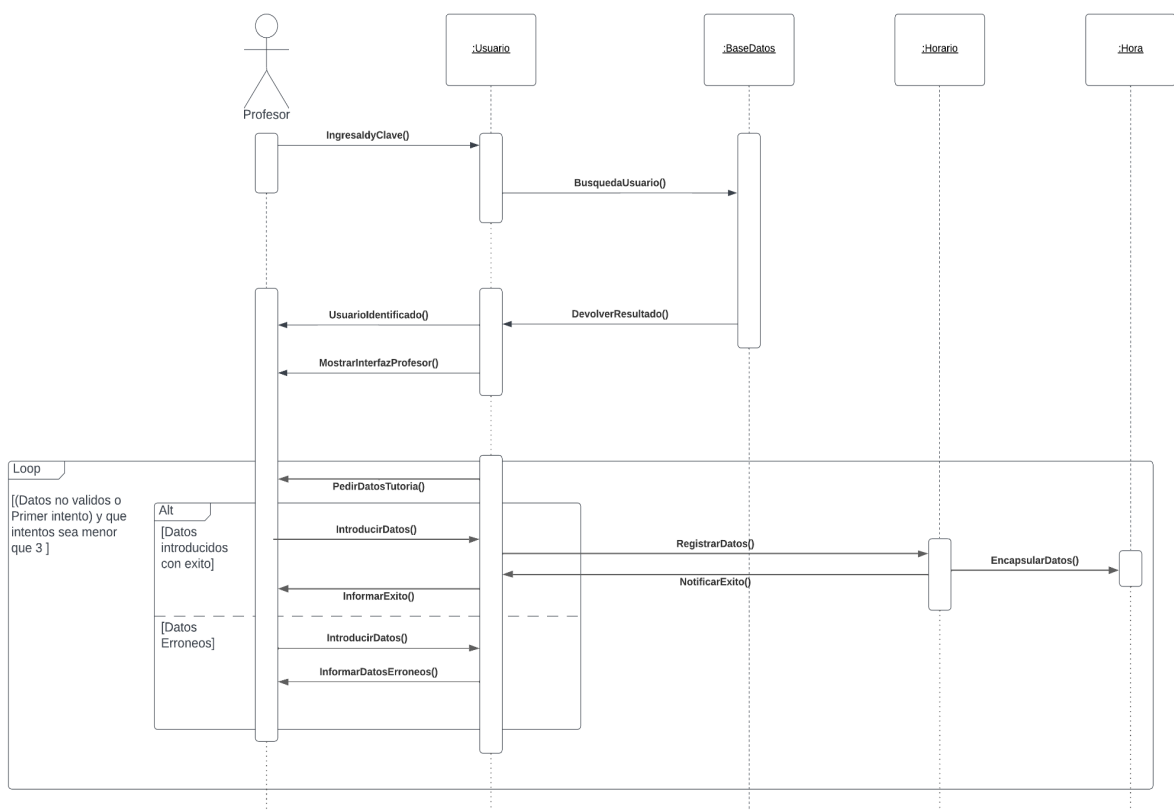 :Usuario
:BaseDatos
:Horario
:Hora
Profesor
IngresaIdyClave()
BusquedaUsuario()
UsuarioIdentificado()
DevolverResultado()
MostrarInterfazProfesor()
Loop
[(Datos no validos o
Primer intento) y que
intentos sea menor
que 3 ]
PedirDatosTutoria()
Alt
[Datos
introducidos
con exito]
IntroducirDatos()
RegistrarDatos()
EncapsularDatos()
NotificarExito()
InformarExito()
[Datos
Erroneos]
IntroducirDatos()
InformarDatosErroneos()